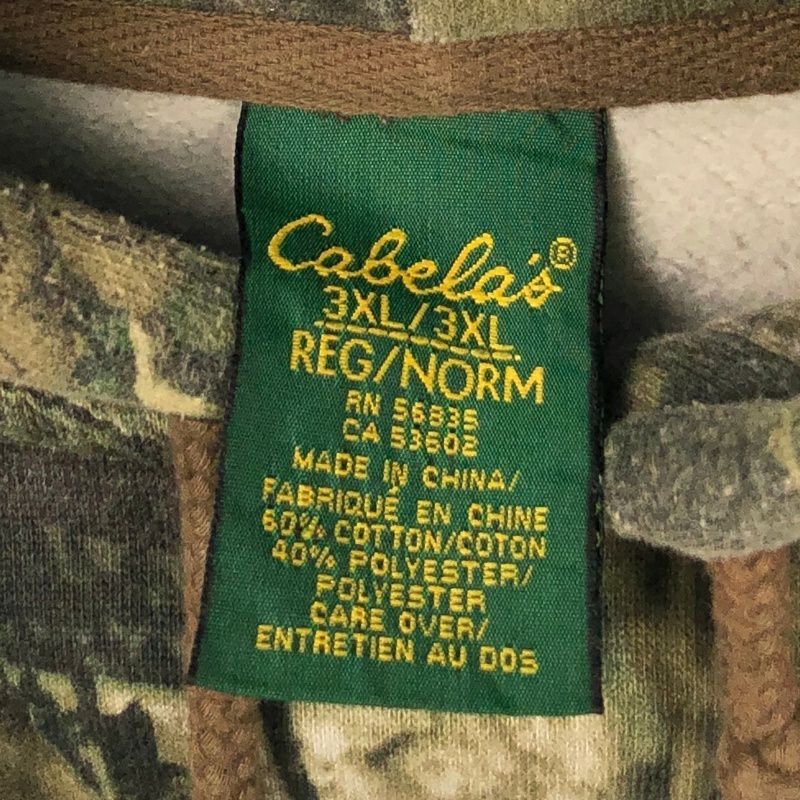 Cabela's®
3XL/3XL
REG/NORM
RN 56835
CA 53602
MADE IN CHINA/
FABRIQUÉ EN CHINE
60% COTTON/COTON
40% POLYESTER/
POLYESTER
CARE OVER/
ENTRETIEN AU DOS